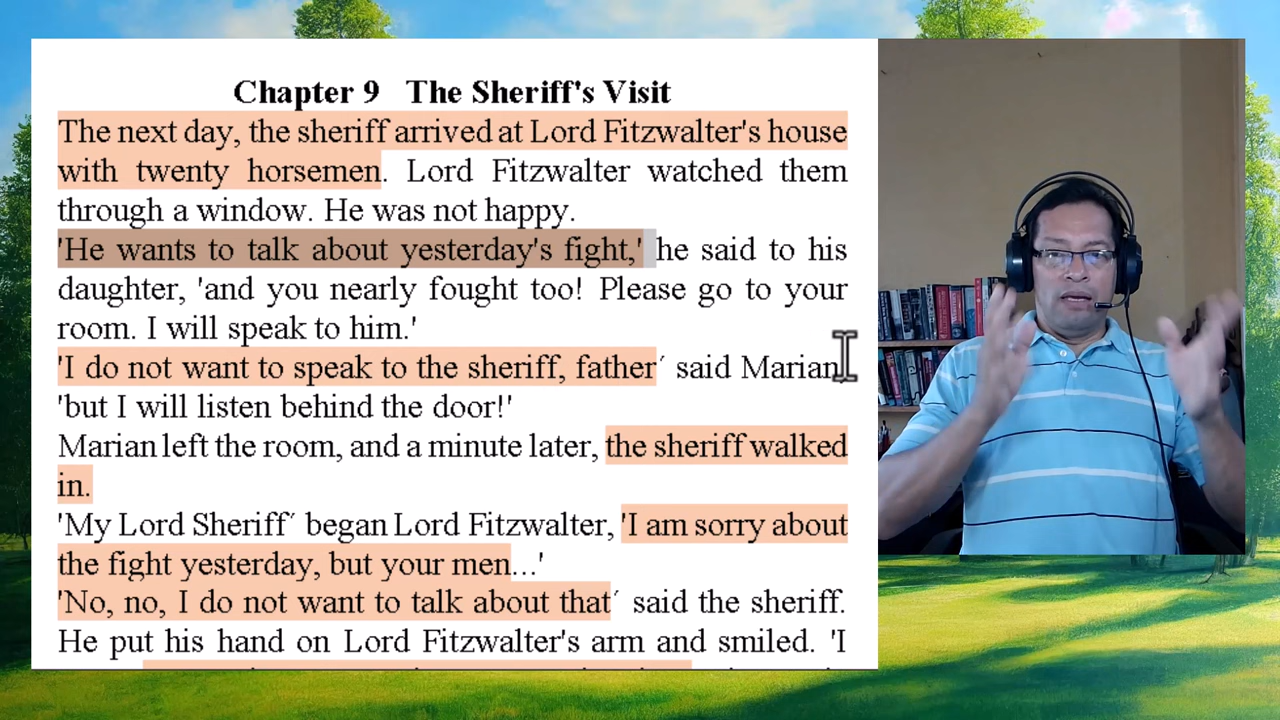 Chapter 9 The Sheriff's Visit
The next day, the sheriff arrived at Lord Fitzwalter's house
with twenty horsemen. Lord Fitzwalter watched them
through a window. He was not happy.
'He wants to talk about yesterday's fight,' he said to his
daughter, 'and you nearly fought too! Please go to your
room. I will speak to him.'
'I do not want to speak to the sheriff, father´ said Marian,
'but I will listen behind the door!'
Marian left the room, and a minute later, the sheriff walked
in.
'My Lord Sheriff´ began Lord Fitzwalter, 'I am sorry about
the fight yesterday, but your men...'
'No, no, I do not want to talk about that´ said the sheriff.
He put his hand on Lord Fitzwalter's arm and smiled. 'I